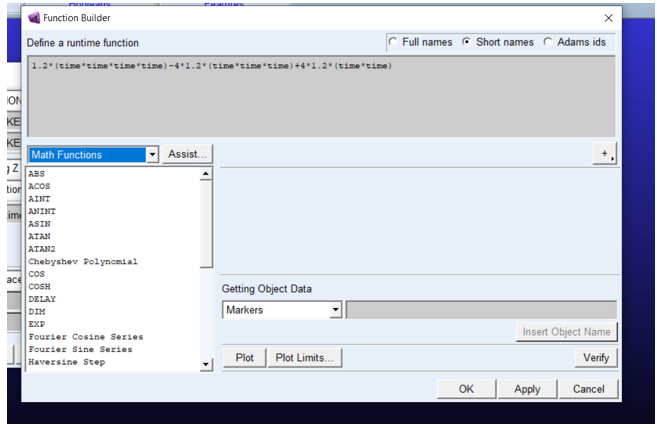 Function Builder
Define a runtime function
Full names
Short names
Adams ids
1.2*(time*time*time*time)-4*1.2*(time*time*time)+4*1.2*(time*time)
Math Functions
Assist...
+
ABS
ACOS
AINT
ANINT
ASIN
ATAN
ATAN2
Chebyshev Polynomial
COS
COSH
DELAY
DIM
EXP
Fourier Cosine Series
Fourier Sine Series
Haversine Step
Getting Object Data
Markers
Insert Object Name
Plot
Plot Limits...
Verify
OK
Apply
Cancel